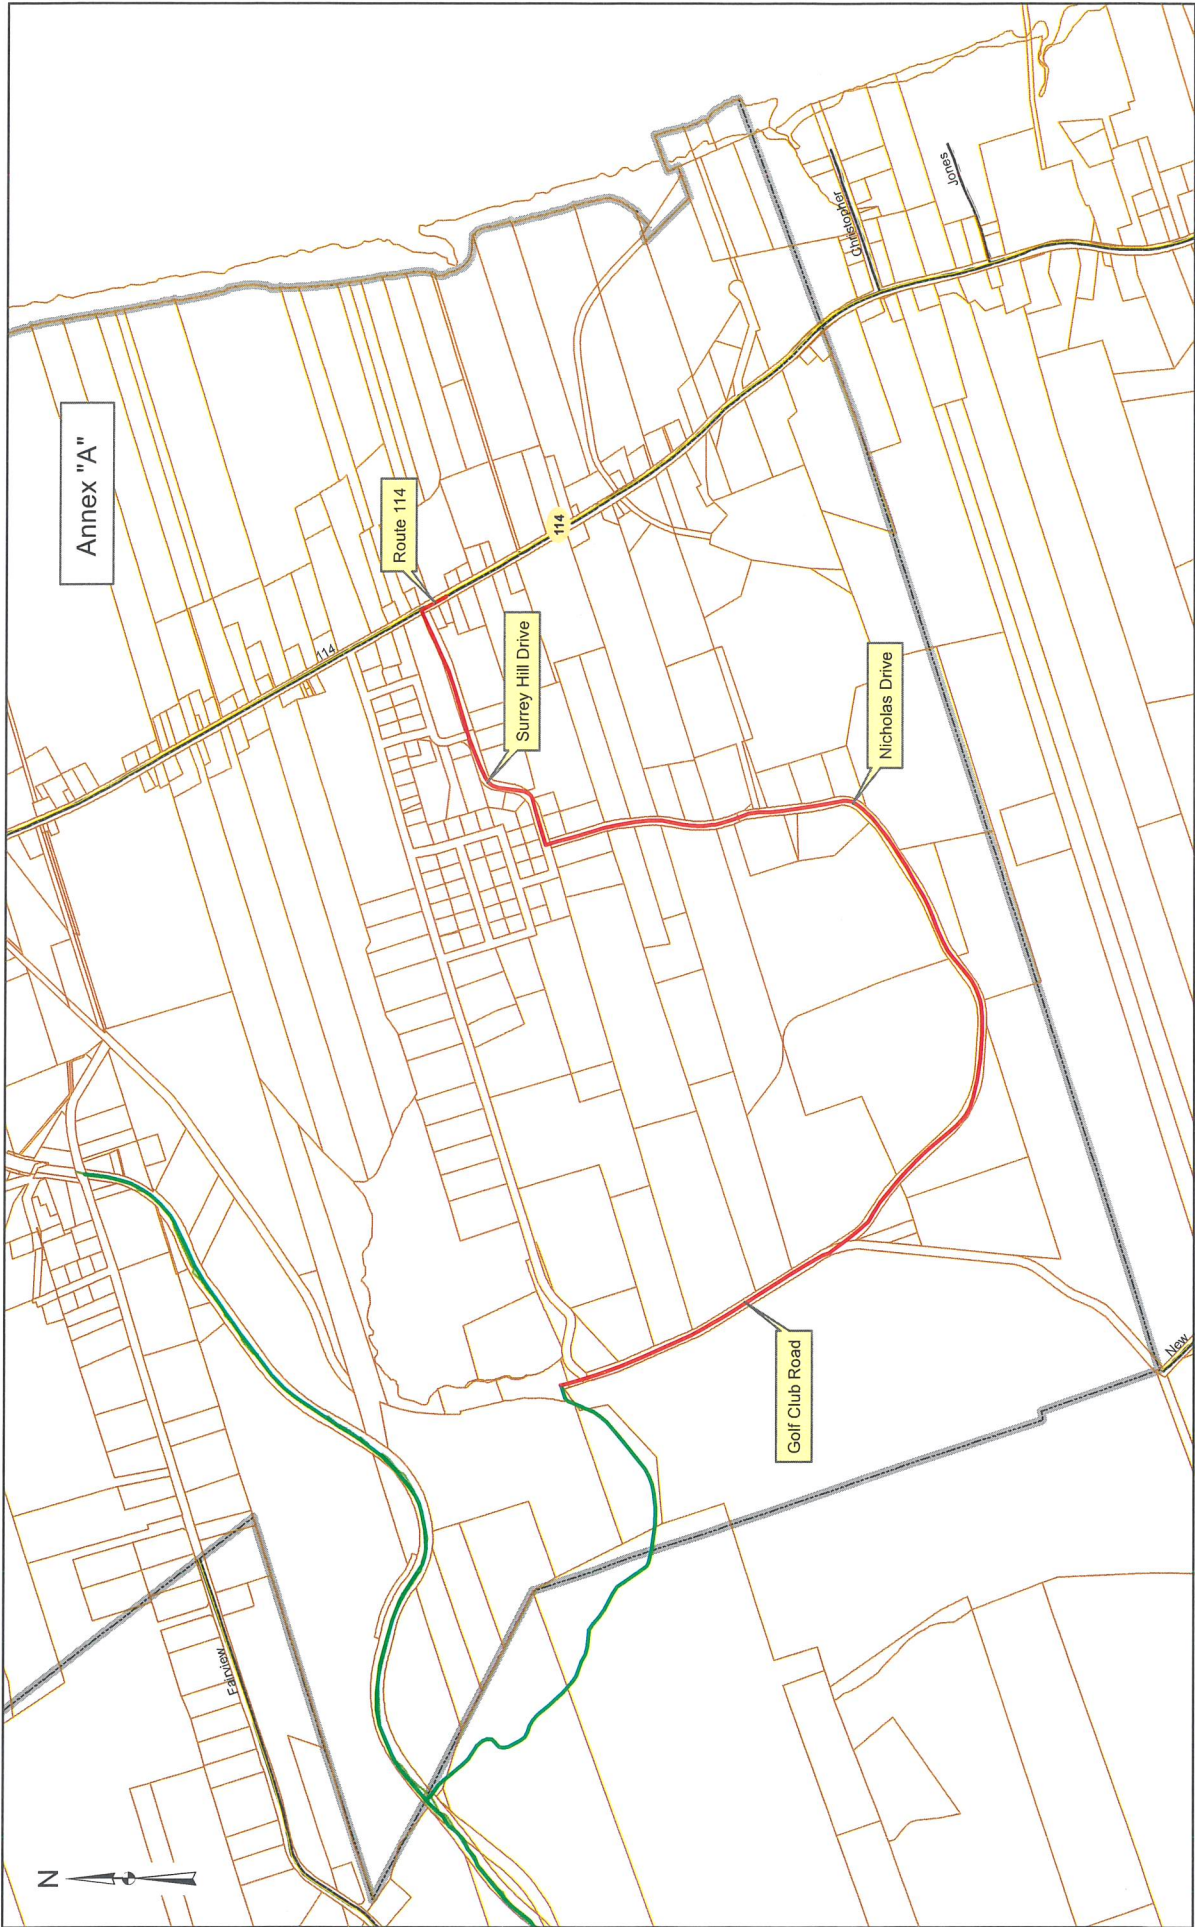 Annex "A"
N
Fairview
114
Route 114
114
Surrey Hill Drive
Nicholas Drive
Golf Club Road
Christopher
Jones
New